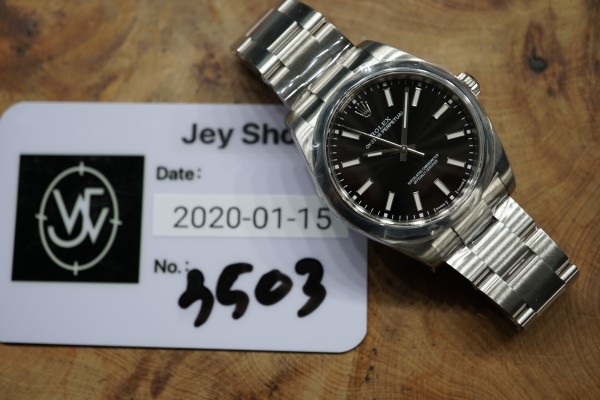 Jey Sho
Date:
2020-01-15
No.:
3503
ROLEX
OYSTER PERPETUAL
SUPERLATIVE CHRONOMETER
OFFICIALLY CERTIFIED